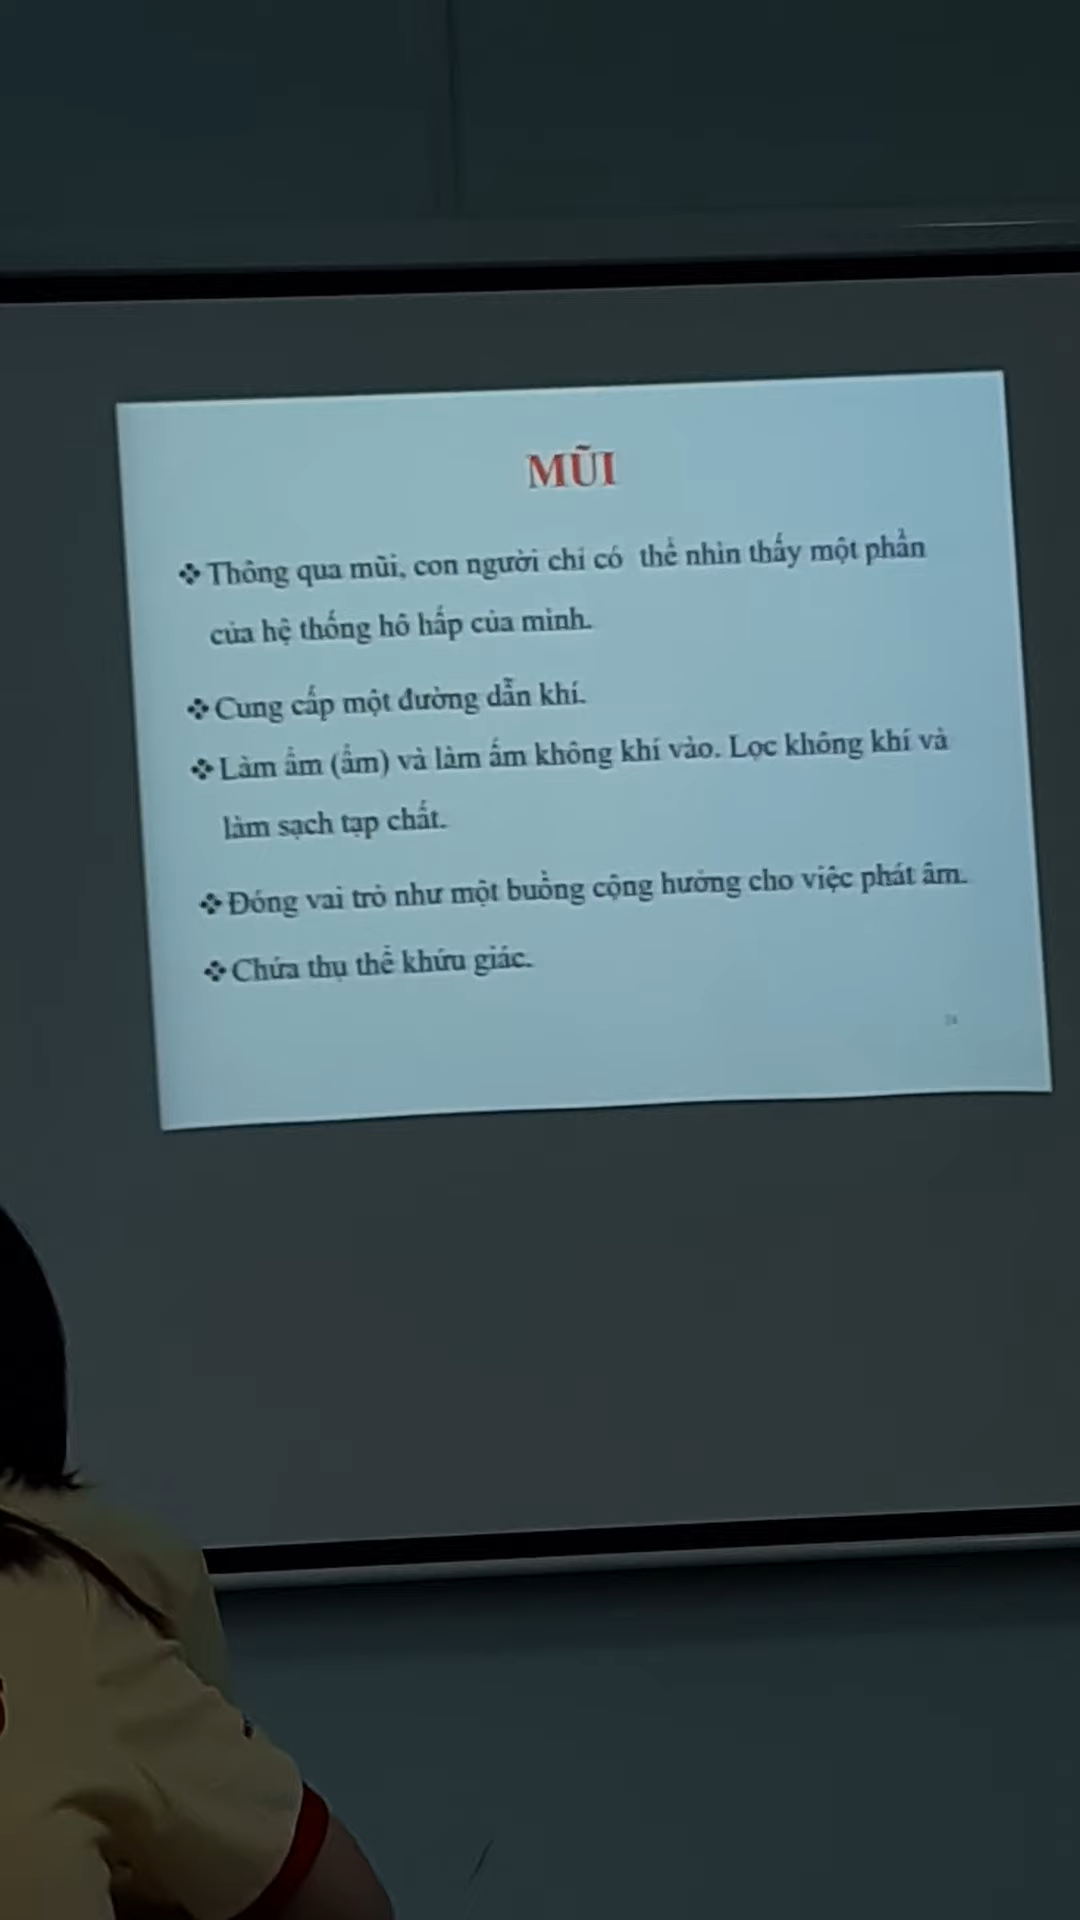 MŨI
❖ Thông qua mũi, con người chỉ có thể nhìn thấy một phần
của hệ thống hô hấp của mình.
❖ Cung cấp một đường dẫn khí.
❖ Làm ẩm (ẩm) và làm ấm không khí vào. Lọc không khí và
làm sạch tạp chất.
❖ Đóng vai trò như một buồng cộng hưởng cho việc phát âm.
❖ Chứa thụ thể khứu giác.